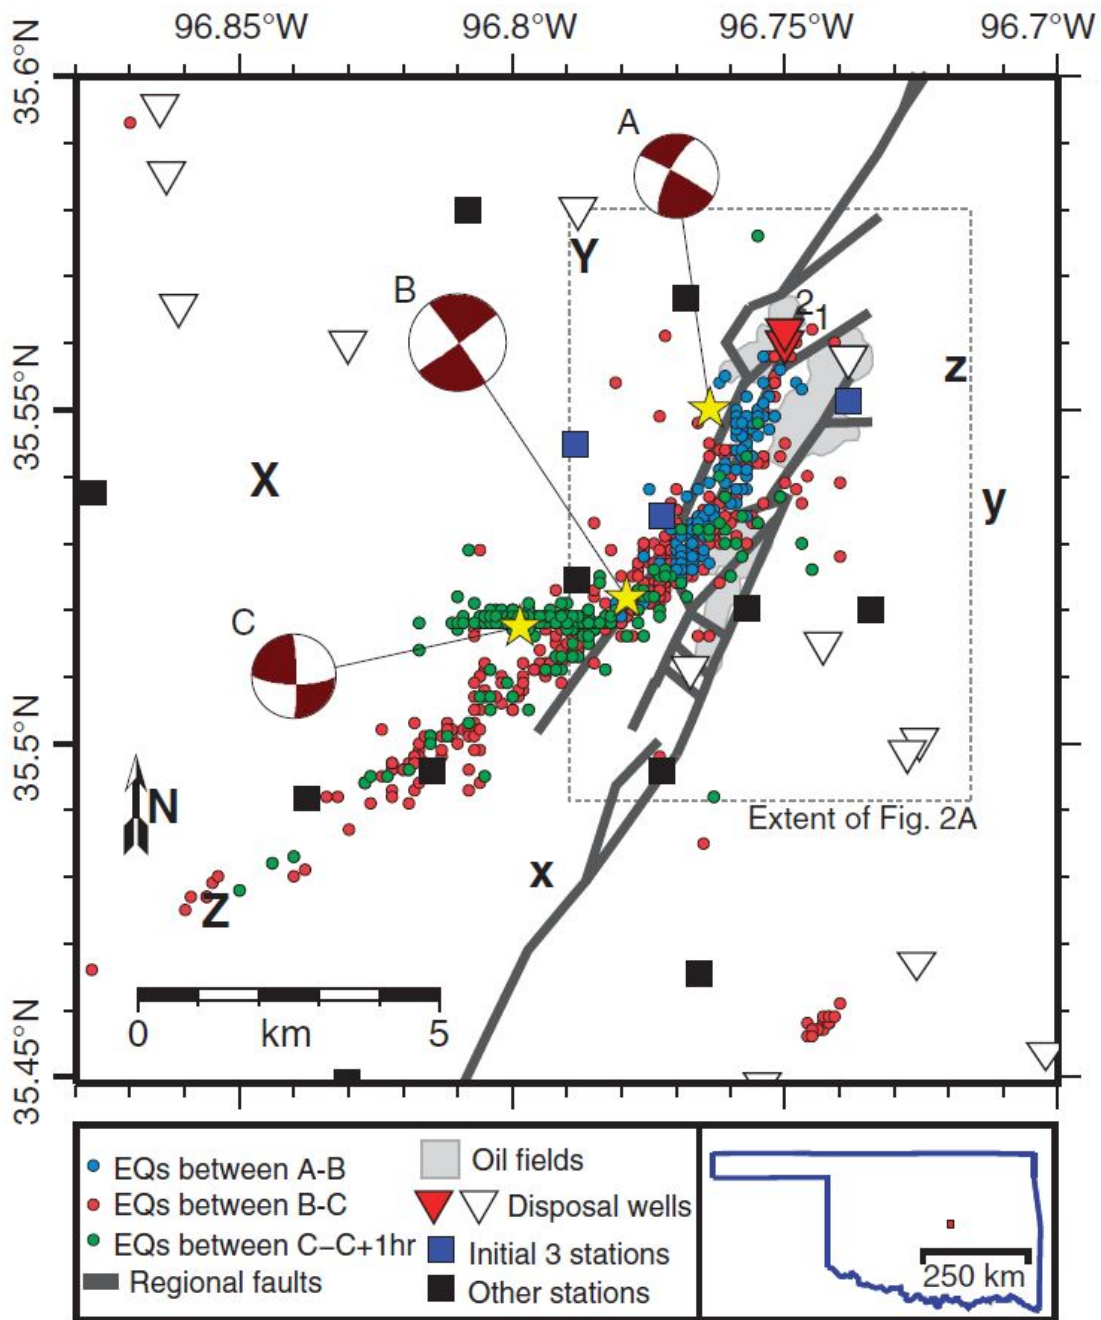 96.85°W 96.8°W 96.75°W 96.7°W
35.6°N
A
B
Y
2
1
z
35.55°N
X
y
C
35.5°N
N
Extent of Fig. 2A
x
Z
0 km 5
35.45°N
EQs between A-B
EQs between B-C
EQs between C–C+1hr
Regional faults
Oil fields
Disposal wells
Initial 3 stations
Other stations
250 km